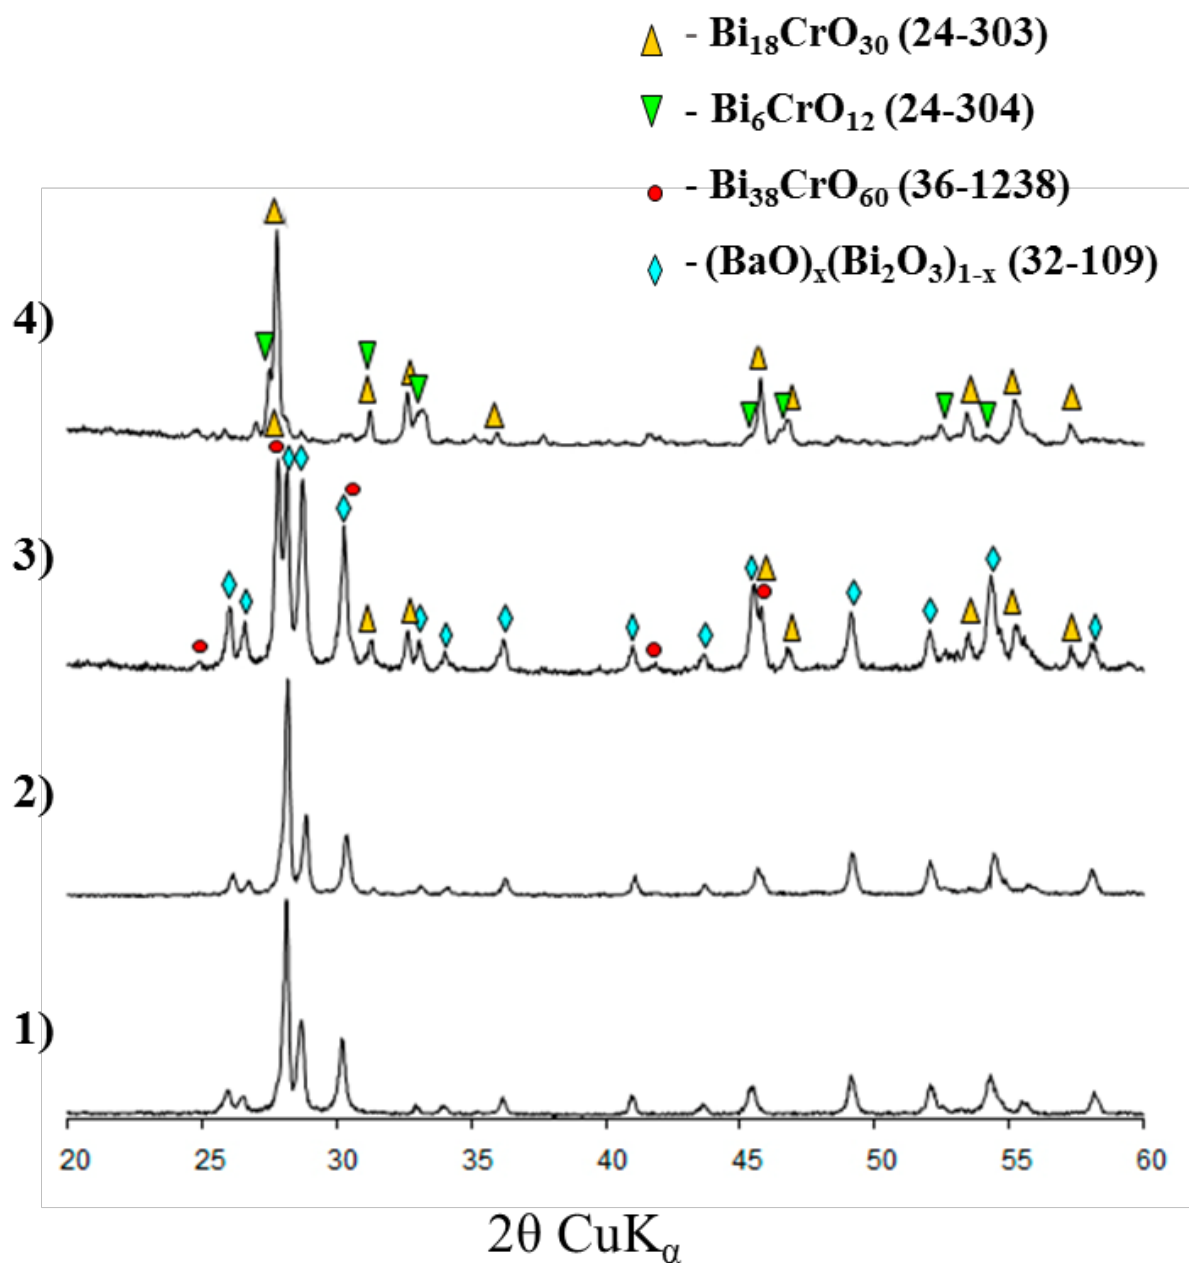 - Bi₁₈CrO₃₀ (24-303)
- Bi₆CrO₁₂ (24-304)
- Bi₃₈CrO₆₀ (36-1238)
- (BaO)ₓ(Bi₂O₃)₁₋ₓ (32-109)
4)
3)
2)
1)
20 25 30 35 40 45 50 55 60
2θ CuKα